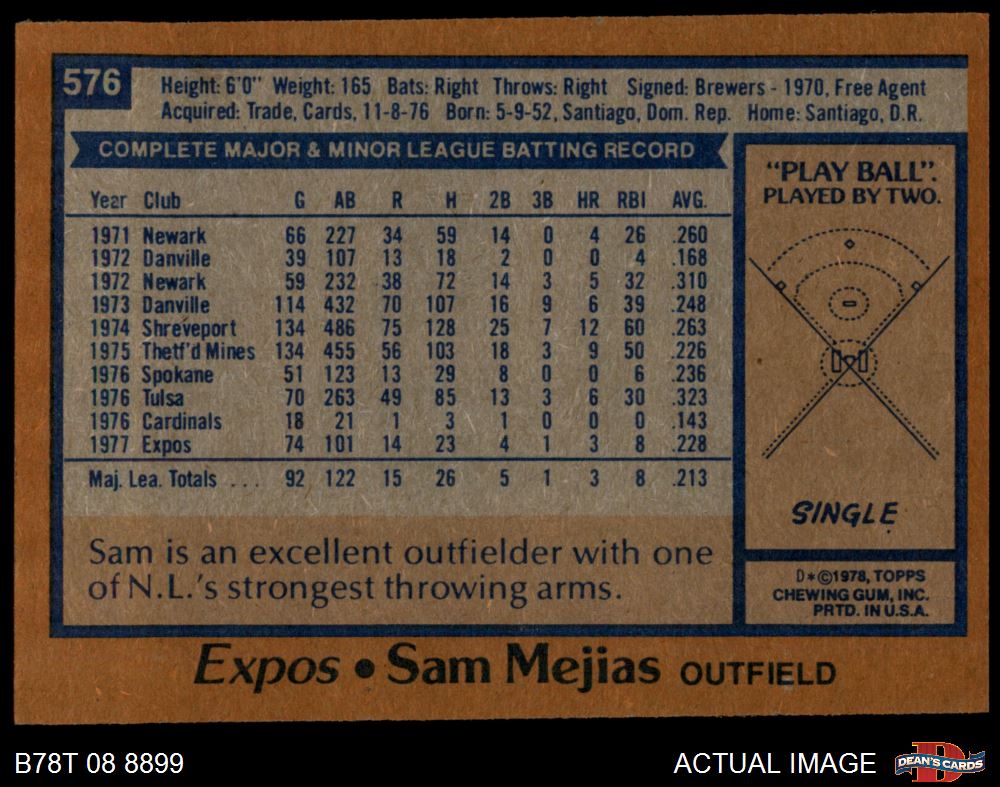 576
Height: 6'0" Weight: 165 Bats: Right Throws: Right Signed: Brewers - 1970, Free Agent
Acquired: Trade, Cards, 11-8-76 Born: 5-9-52, Santiago, Dom. Rep. Home: Santiago, D.R.
COMPLETE MAJOR & MINOR LEAGUE BATTING RECORD
Year Club G AB R H 2B 3B HR RBI AVG.
1971 Newark 66 227 34 59 14 0 4 26 .260
1972 Danville 39 107 13 18 2 0 0 4 .168
1972 Newark 59 232 38 72 14 3 5 32 .310
1973 Danville 114 432 70 107 16 9 6 39 .248
1974 Shreveport 134 486 75 128 25 7 12 60 .263
1975 Thetf'd Mines 134 455 56 103 18 3 9 50 .226
1976 Spokane 51 123 13 29 8 0 0 6 .236
1976 Tulsa 70 263 49 85 13 3 6 30 .323
1976 Cardinals 18 21 1 3 1 0 0 0 .143
1977 Expos 74 101 14 23 4 1 3 8 .228
Maj. Lea. Totals ... 92 122 15 26 5 1 3 8 .213
Sam is an excellent outfielder with one
of N.L.'s strongest throwing arms.
"PLAY BALL".
PLAYED BY TWO.
SINGLE
D*©1978, TOPPS
CHEWING GUM, INC.
PRTD. IN U.S.A.
Expos • Sam Mejias OUTFIELD
B78T 08 8899
ACTUAL IMAGE
DEAN'S CARDS